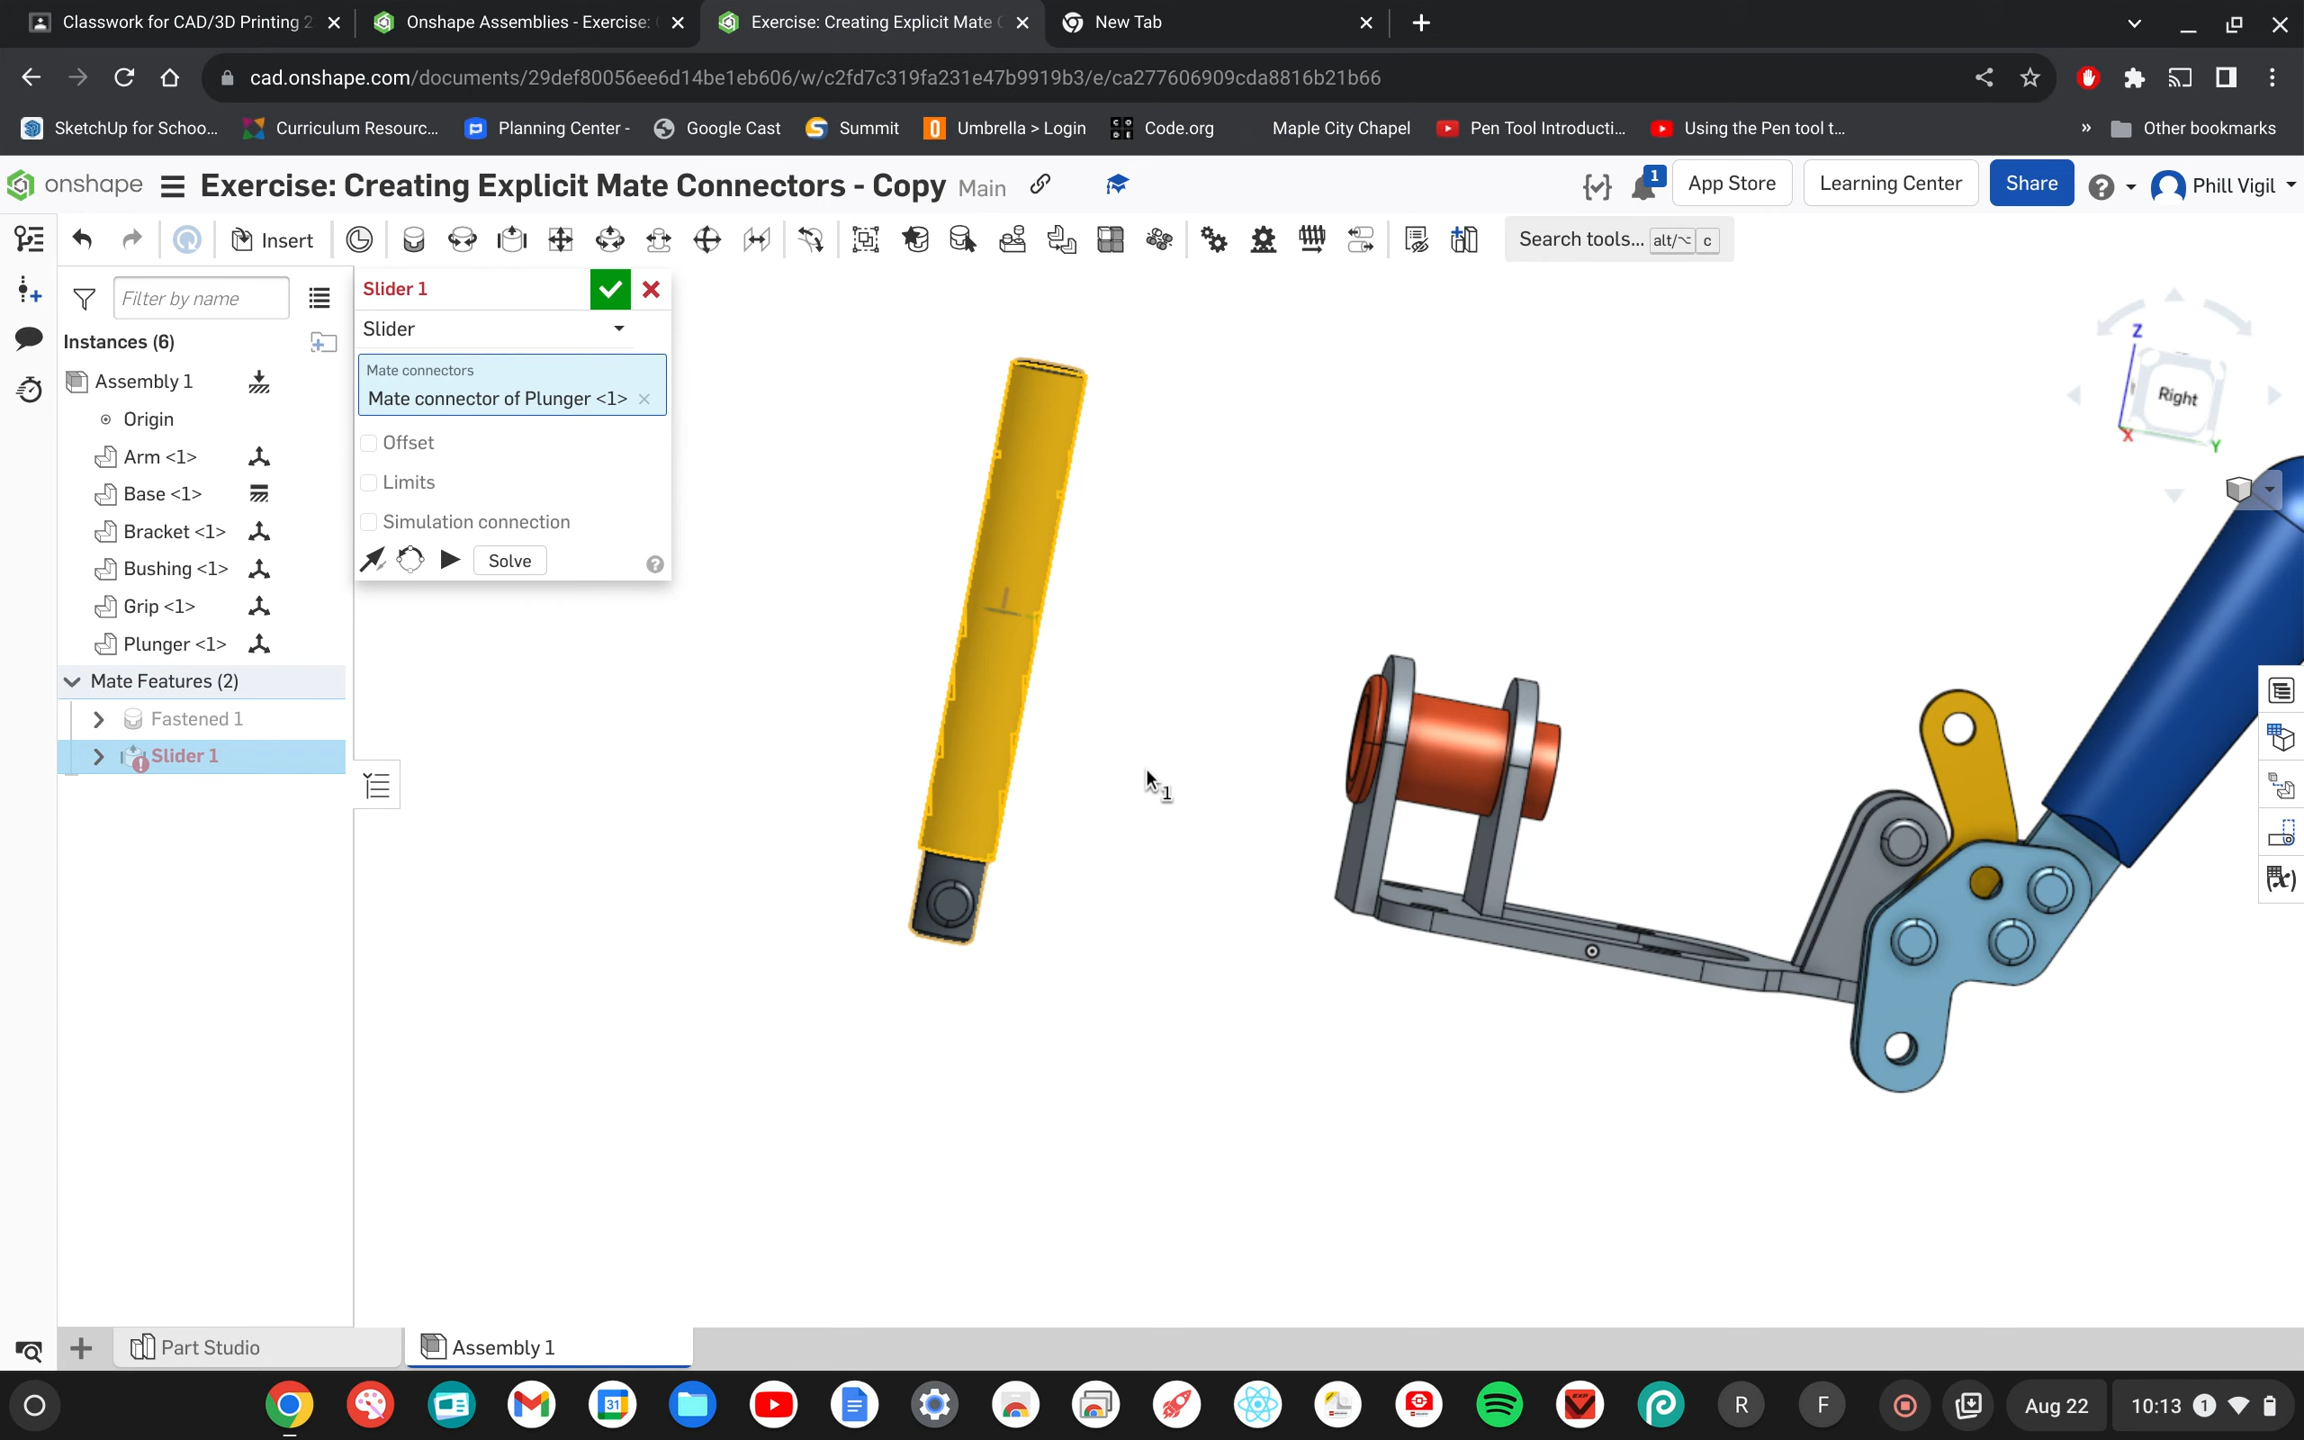 Classwork for CAD/3D Printing 2
Onshape Assemblies - Exercise: C
Exercise: Creating Explicit Mate C
New Tab
cad.onshape.com/documents/29def80056ee6d14be1eb606/w/c2fd7c319fa231e47b9919b3/e/ca277606909cda8816b21b66
SketchUp for Schoo...
Curriculum Resourc...
Planning Center -
Google Cast
Summit
Umbrella > Login
Code.org
Maple City Chapel
Pen Tool Introducti...
Using the Pen tool t...
»
Other bookmarks
onshape
Exercise: Creating Explicit Mate Connectors - Copy
Main
1
App Store
Learning Center
Share
Phill Vigil
Insert
Search tools... alt/⌥ c
Filter by name
Instances (6)
Assembly 1
Origin
Arm <1>
Base <1>
Bracket <1>
Bushing <1>
Grip <1>
Plunger <1>
Mate Features (2)
Fastened 1
Slider 1
Slider 1
Slider
Mate connectors
Mate connector of Plunger <1>
Offset
Limits
Simulation connection
Solve
1
Z
Right
X
Y
Part Studio
Assembly 1
31
R
F
Aug 22
10:13
1